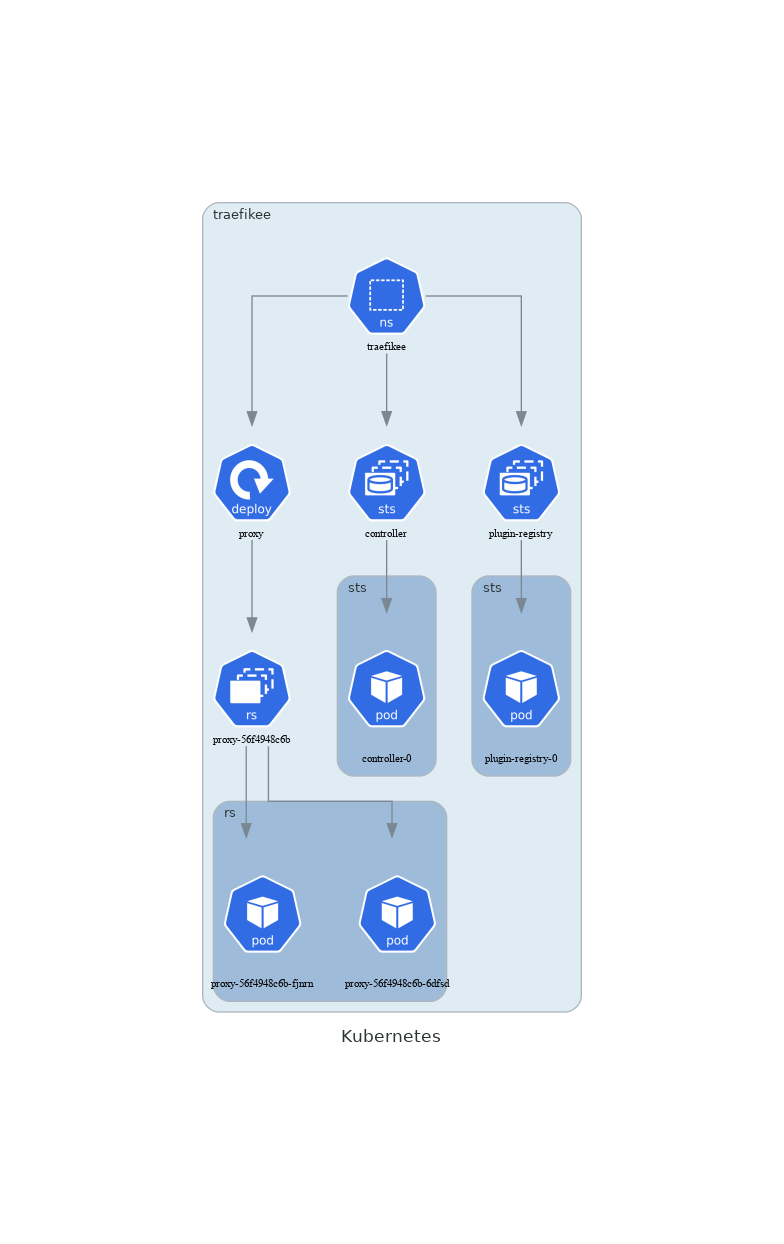 traefikee
ns
traefikee
deploy
sts
sts
proxy
controller
plugin-registry
sts
sts
rs
pod
pod
proxy-56f4948c6b
controller-0
plugin-registry-0
rs
pod
pod
proxy-56f4948c6b-fjnrn
proxy-56f4948c6b-6dfsd
Kubernetes